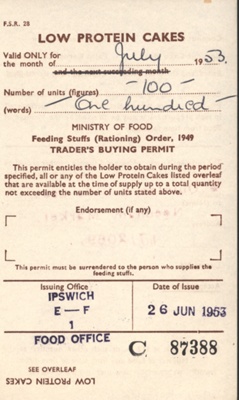 P.S.R. 28
LOW PROTEIN CAKES
Valid ONLY for
the month of July 1953.
and the next succeeding month
Number of units (figures) -100-
(words) - One hundred -
MINISTRY OF FOOD
Feeding Stuffs (Rationing) Order, 1949
TRADER'S BUYING PERMIT
This permit entitles the holder to obtain during the period
specified, all or any of the Low Protein Cakes listed overleaf
that are available at the time of supply up to a total quantity
not exceeding the number of units stated above.
Endorsement (if any)
This permit must be surrendered to the person who supplies the
feeding stuffs.
Issuing Office
Date of Issue
IPSWICH
E — F
1
26 JUN 1953
FOOD OFFICE
C 87388
SEE OVERLEAF
LOW PROTEIN CAKES